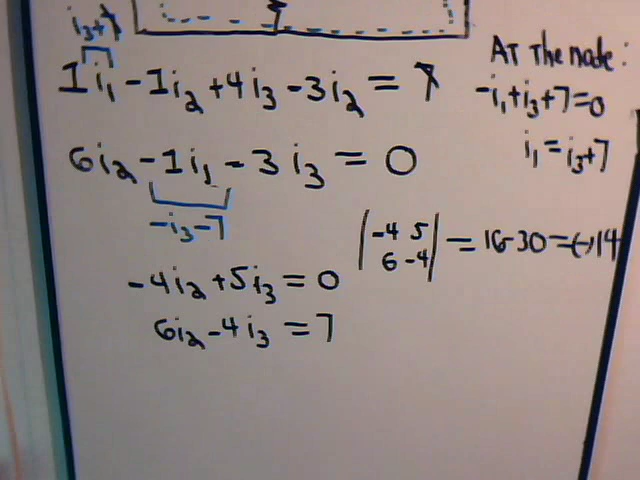 i3+7
1i1 - 1i2 + 4i3 - 3i2 = 7
6i2 - 1i1 - 3i3 = 0
-i3-7
-4i2 + 5i3 = 0
6i2 - 4i3 = 7
AT The node:
-i1+i3+7=0
i1 = i3+7
|-4 5
6 -4| = 16-30=(-)14